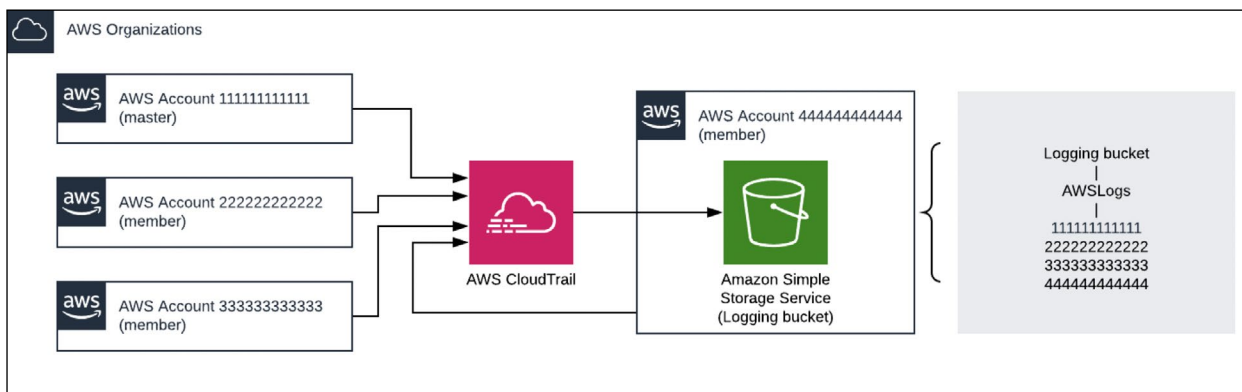 AWS Organizations
aws
AWS Account 111111111111
(master)
aws
AWS Account 222222222222
(member)
aws
AWS Account 333333333333
(member)
AWS CloudTrail
aws
AWS Account 444444444444
(member)
Amazon Simple
Storage Service
(Logging bucket)
Logging bucket
AWSLogs
111111111111
222222222222
333333333333
444444444444